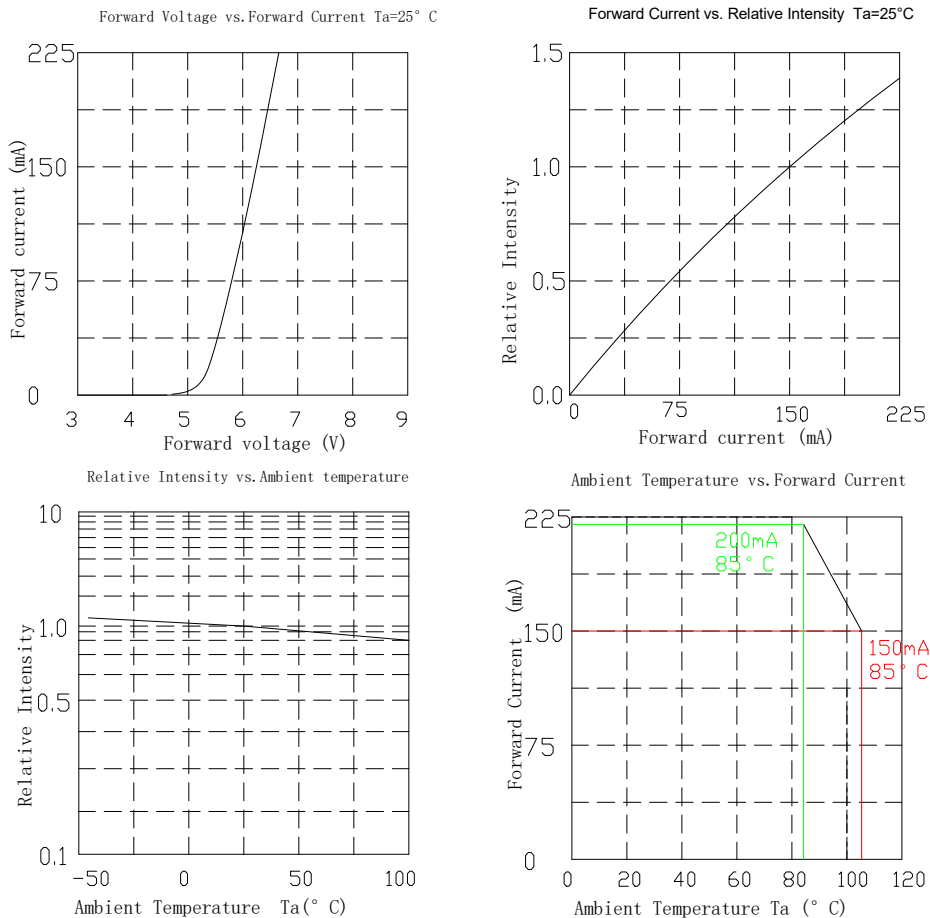 Forward Voltage vs.Forward Current Ta=25° C
225
150
75
0
Forward current (mA)
3 4 5 6 7 8 9
Forward voltage (V)
Forward Current vs. Relative Intensity Ta=25°C
1.5
1.0
0.5
0.0
Relative Intensity
0 75 150 225
Forward current (mA)
Relative Intensity vs.Ambient temperature
10
1.0
0.5
0.1
Relative Intensity
-50 0 50 100
Ambient Temperature Ta(° C)
Ambient Temperature vs.Forward Current
225
150
75
0
Forward Current (mA)
200mA
85° C
150mA
85° C
0 20 40 60 80 100 120
Ambient Temperature Ta (° C)